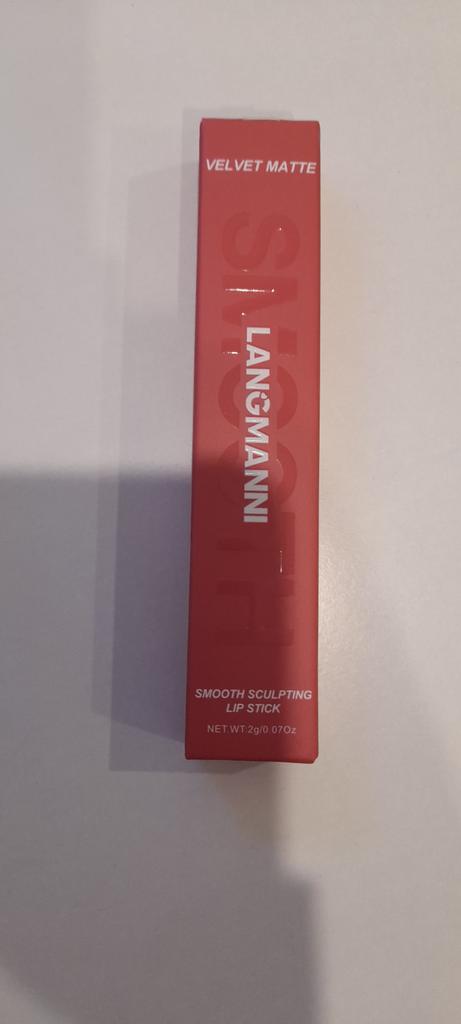 VELVET MATTE
SMOOTH
LANGMANNI
SMOOTH SCULPTING
LIP STICK
NET.WT:2g/0.07Oz